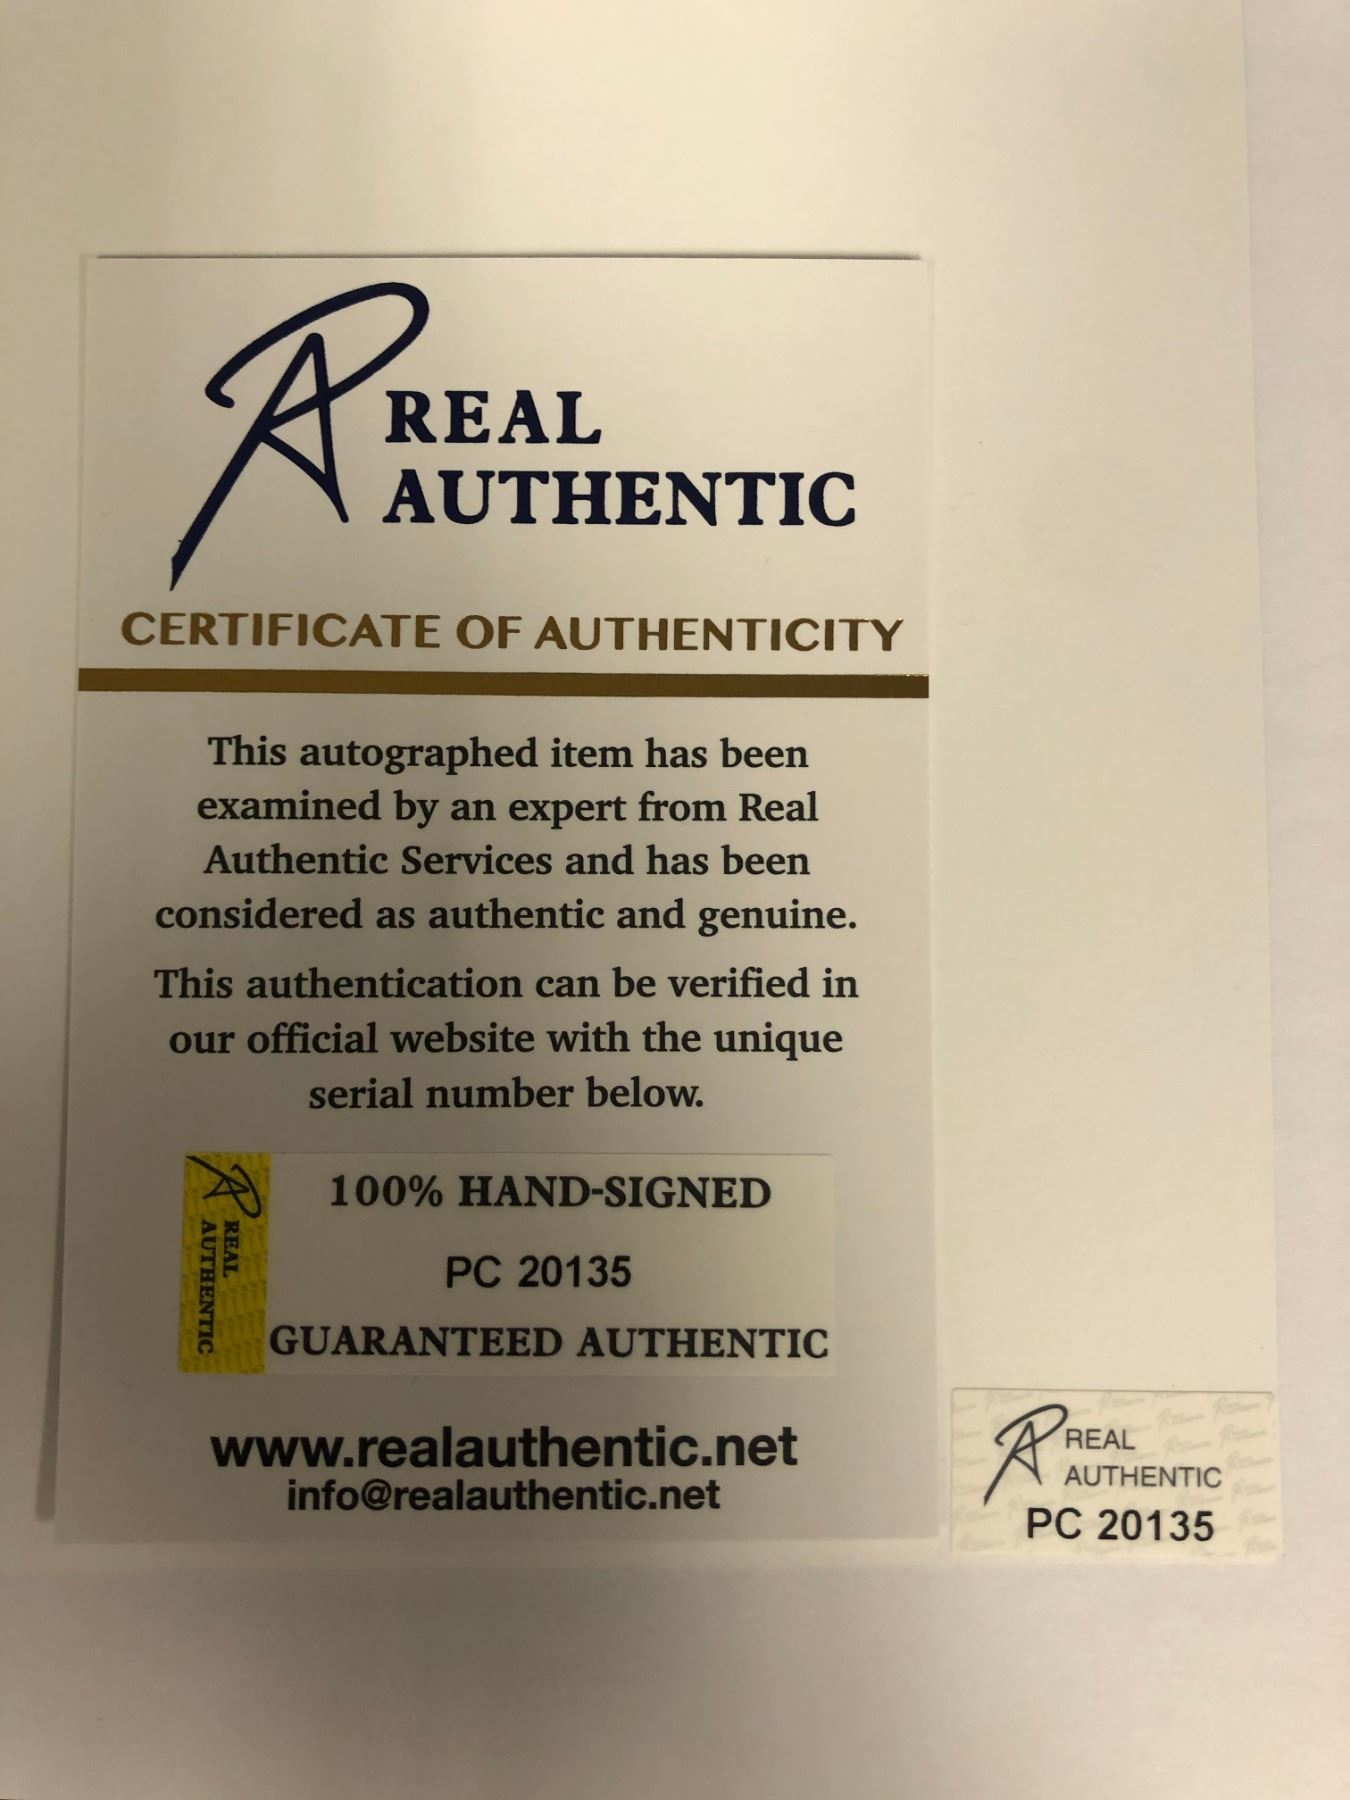 REAL
AUTHENTIC
CERTIFICATE OF AUTHENTICITY
This autographed item has been
examined by an expert from Real
Authentic Services and has been
considered as authentic and genuine.
This authentication can be verified in
our official website with the unique
serial number below.
REAL
AUTHENTIC
100% HAND-SIGNED
PC 20135
GUARANTEED AUTHENTIC
www.realauthentic.net
info@realauthentic.net
REAL
AUTHENTIC
PC 20135